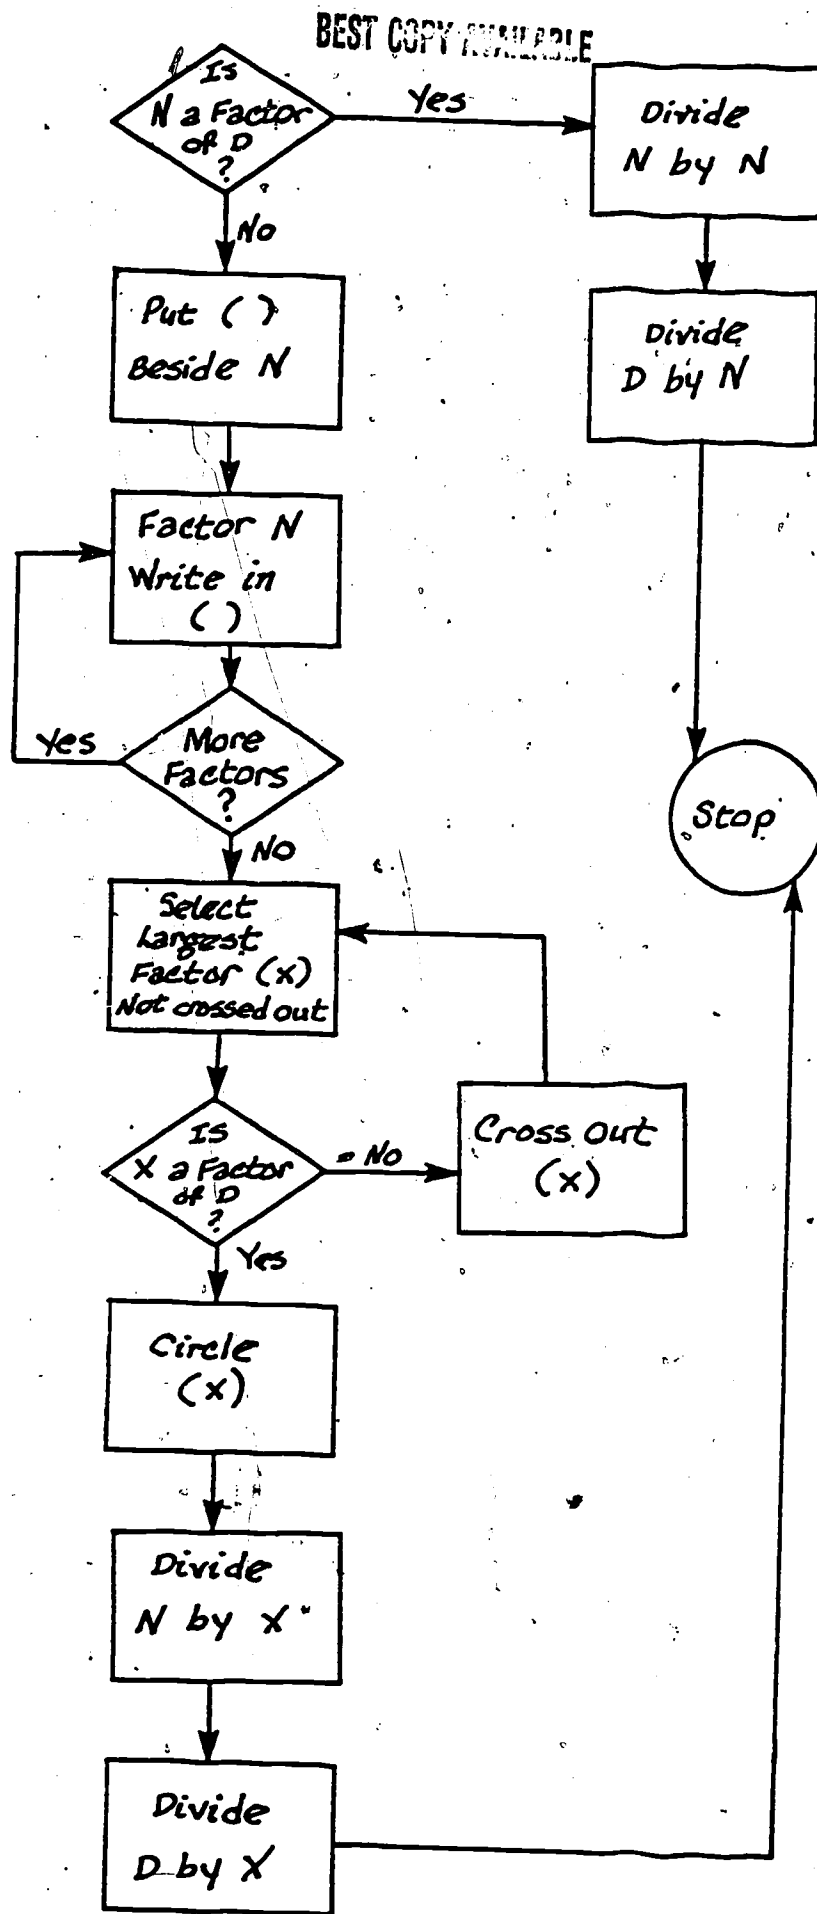 BEST COPY AVAILABLE
Is
N a Factor
of D
?
Yes
Divide
N by N
No
Put ( )
Beside N
Divide
D by N
Factor N
Write in
( )
Yes
More
Factors
?
Stop
No
Select
Largest
Factor (x)
Not crossed out
Is
X a Factor
of D
?
No
Cross Out
(x)
Yes
Circle
(x)
Divide
N by X
Divide
D by X